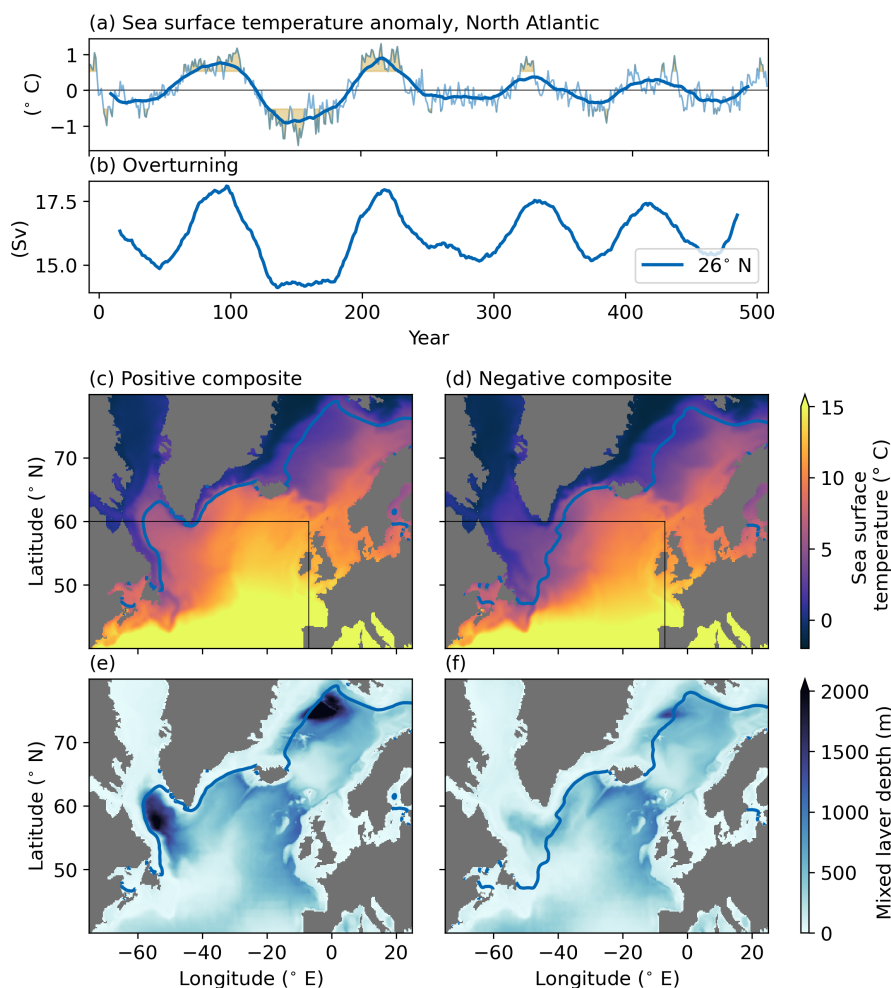 (a) Sea surface temperature anomaly, North Atlantic
1
0
−1
(° C)
(b) Overturning
17.5
15.0
(Sv)
26° N
0 100 200 300 400 500
Year
(c) Positive composite
(d) Negative composite
70
60
50
Latitude (° N)
15
10
5
0
Sea surface
temperature (° C)
(e)
(f)
70
60
50
Latitude (° N)
2000
1500
1000
500
0
Mixed layer depth (m)
−60 −40 −20 0 20
−60 −40 −20 0 20
Longitude (° E)
Longitude (° E)